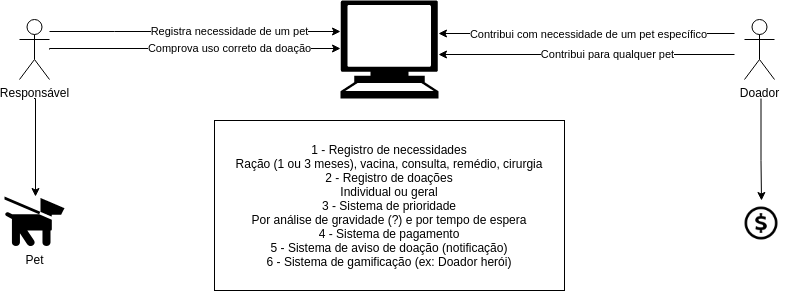 Registra necessidade de um pet
Comprova uso correto da doação
Contribui com necessidade de um pet específico
Contribui para qualquer pet
Responsável
Doador
1 - Registro de necessidades
Ração (1 ou 3 meses), vacina, consulta, remédio, cirurgia
2 - Registro de doações
Individual ou geral
3 - Sistema de prioridade
Por análise de gravidade (?) e por tempo de espera
4 - Sistema de pagamento
5 - Sistema de aviso de doação (notificação)
6 - Sistema de gamificação (ex: Doador herói)
$
Pet